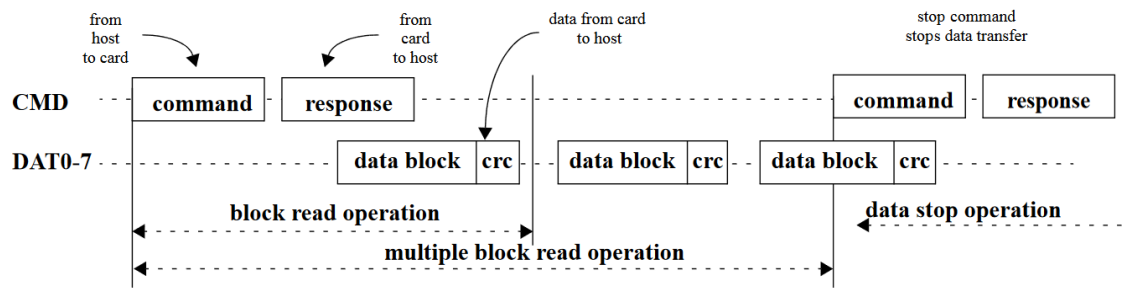 from
host
to card
from
card
to host
data from card
to host
stop command
stops data transfer
CMD
command
response
command
response
DAT0-7
data block
crc
data block
crc
data block
crc
block read operation
data stop operation
multiple block read operation